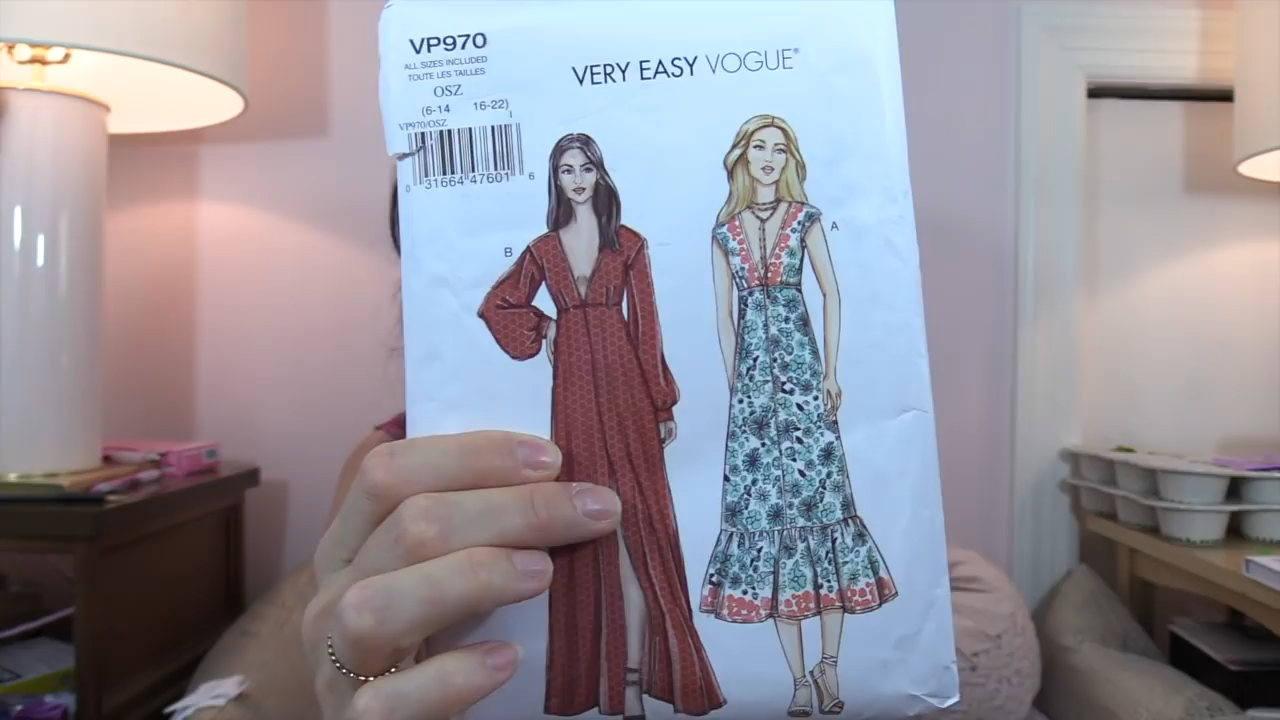 VP970
ALL SIZES INCLUDED
TOUTE LES TAILLES
OSZ
(6-14 16-22)
VP970/OSZ 1
0 31664 47601 6
VERY EASY VOGUE®
B
A